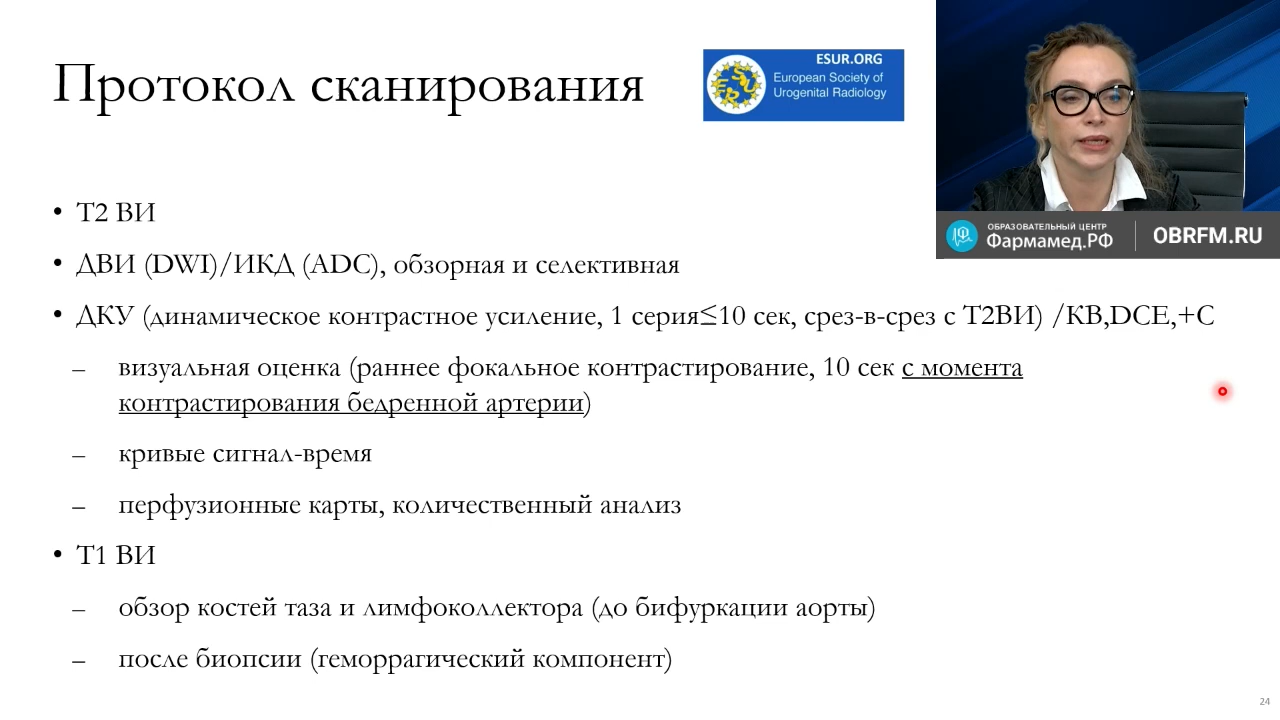 Протокол сканирования
ESUR.ORG
European Society of
Urogenital Radiology
ESUR
ОБРАЗОВАТЕЛЬНЫЙ ЦЕНТР
Фармамед.РФ
OBRFM.RU
• Т2 ВИ
• ДВИ (DWI)/ИКД (ADC), обзорная и селективная
• ДКУ (динамическое контрастное усиление, 1 серия≤10 сек, срез-в-срез с Т2ВИ) /КВ,DCE,+С
– визуальная оценка (раннее фокальное контрастирование, 10 сек с момента
контрастирования бедренной артерии)
– кривые сигнал-время
– перфузионные карты, количественный анализ
• Т1 ВИ
– обзор костей таза и лимфоколлектора (до бифуркации аорты)
– после биопсии (геморрагический компонент)
24